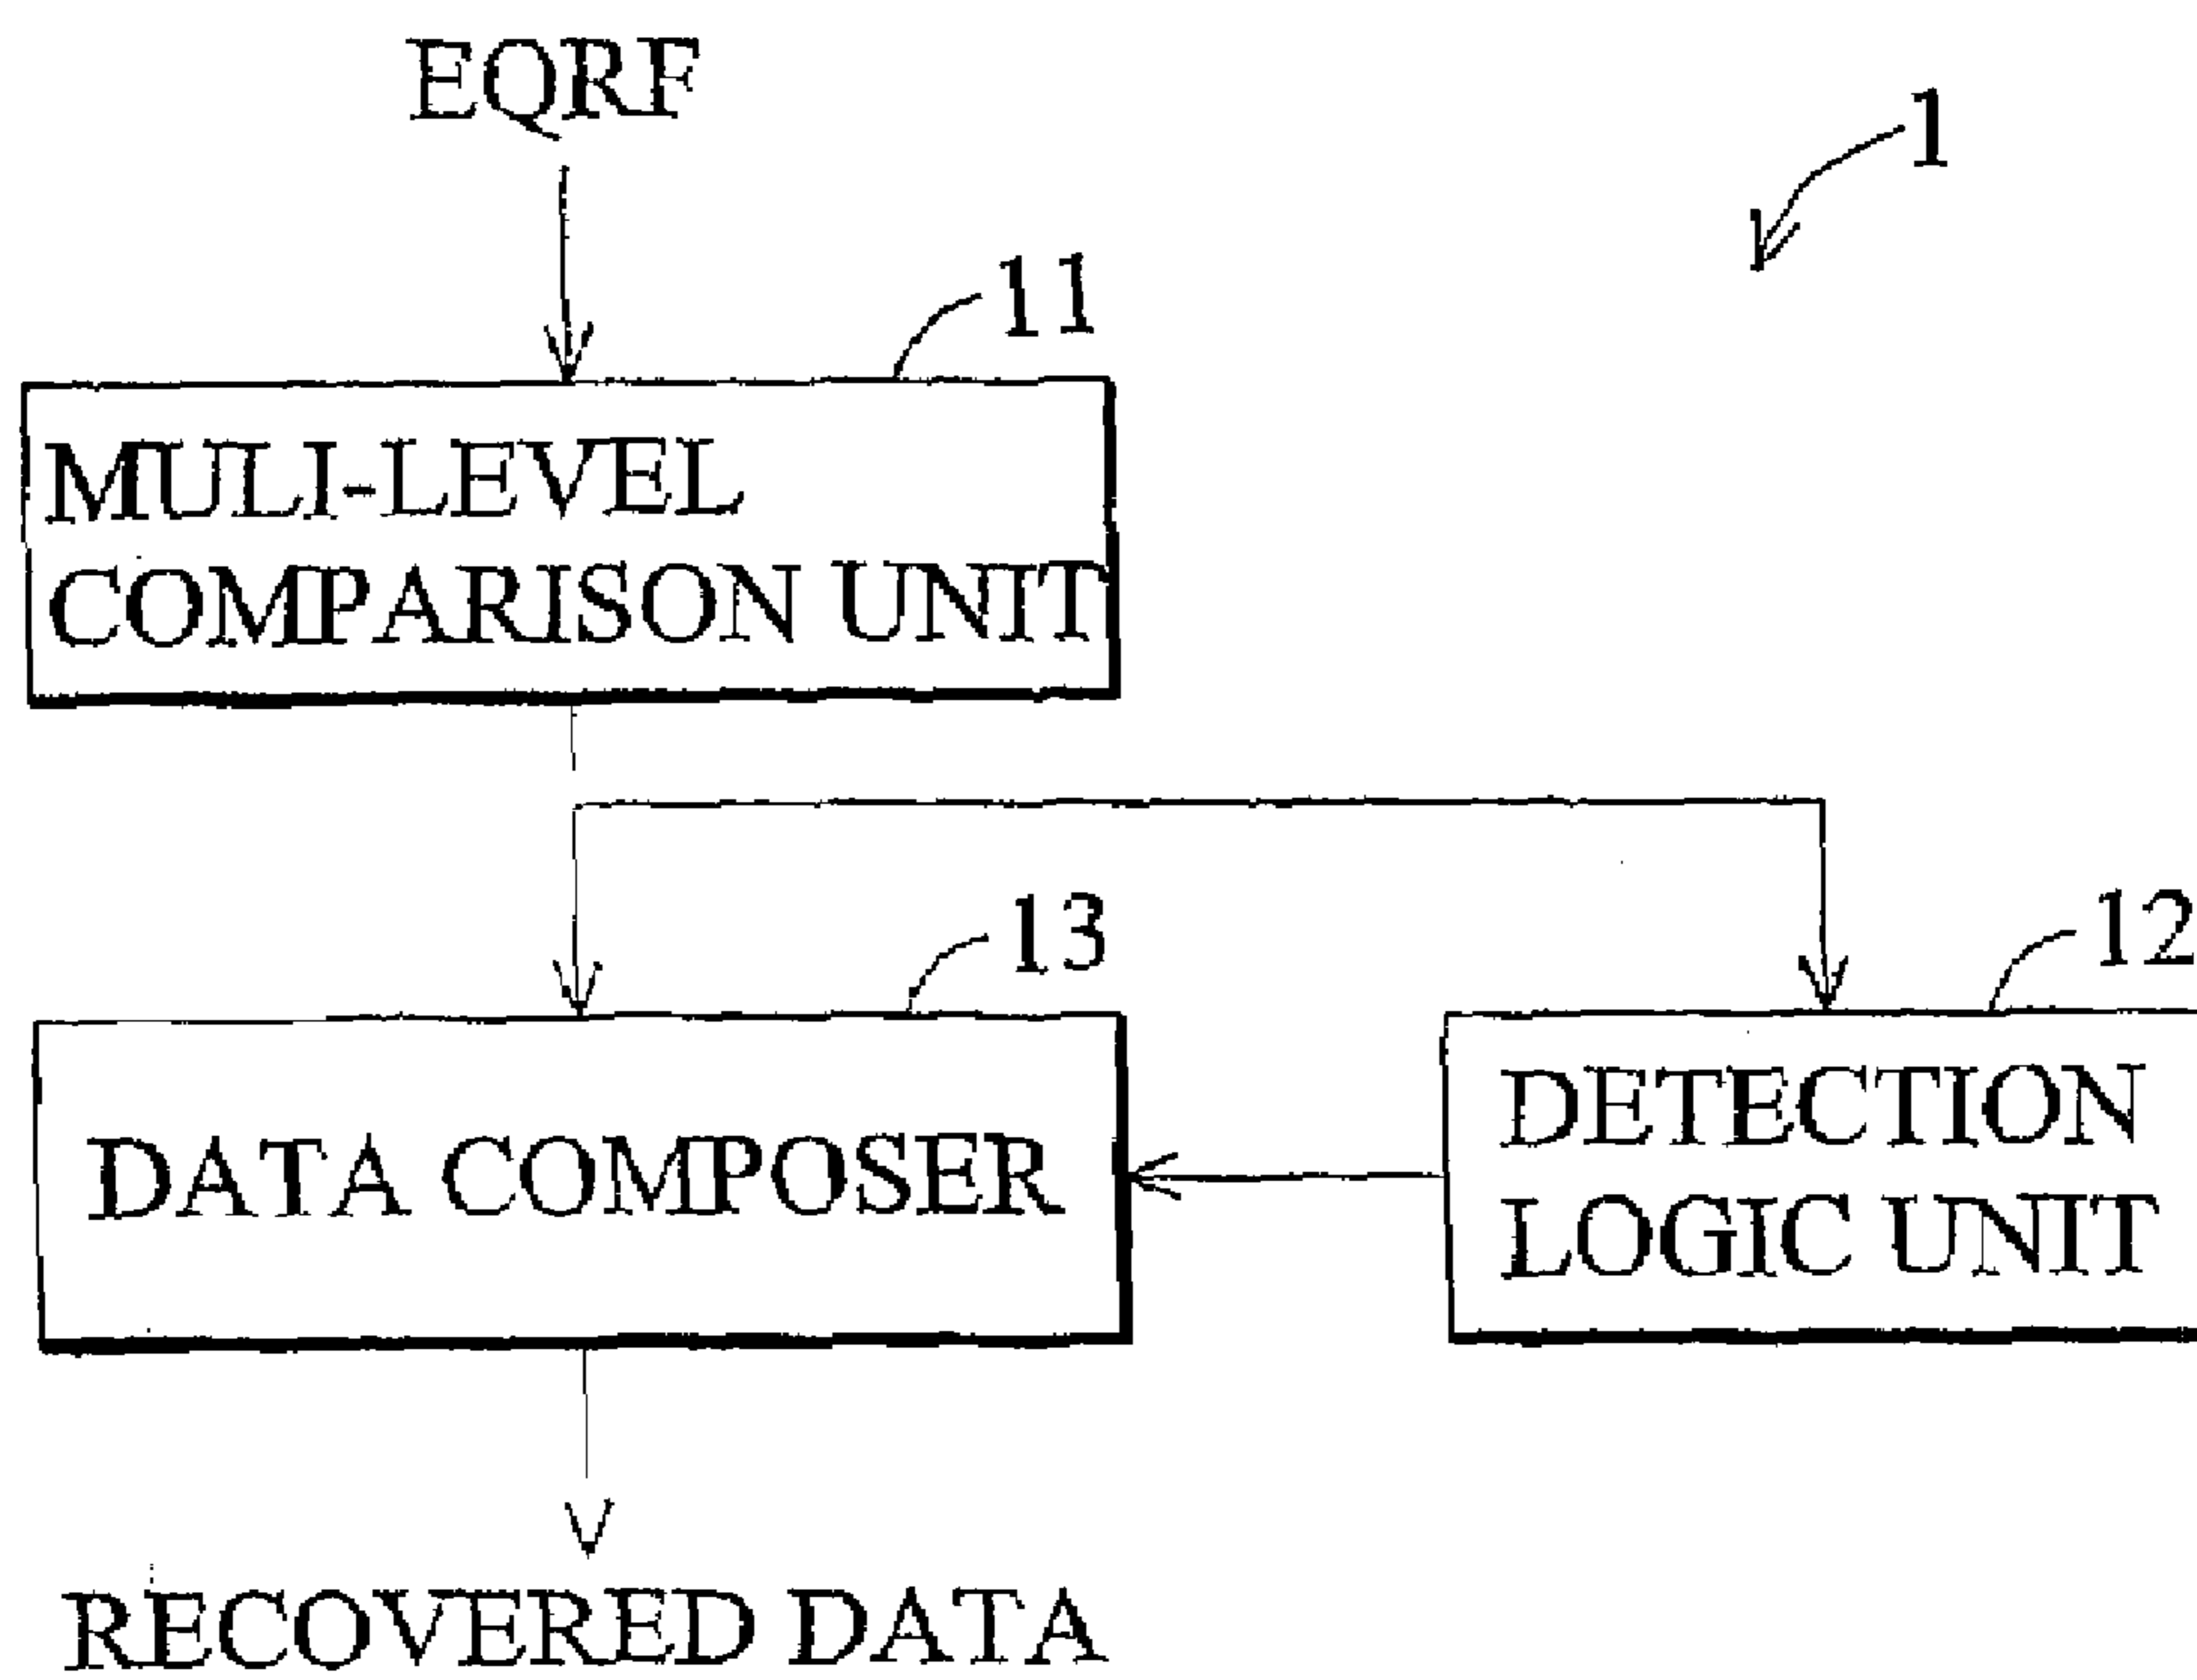 EQRF
1
11
MULI-LEVEL
COMPARISON UNIT
13
12
DATA COMPOSER
DETECTION
LOGIC UNIT
RECOVERED DATA